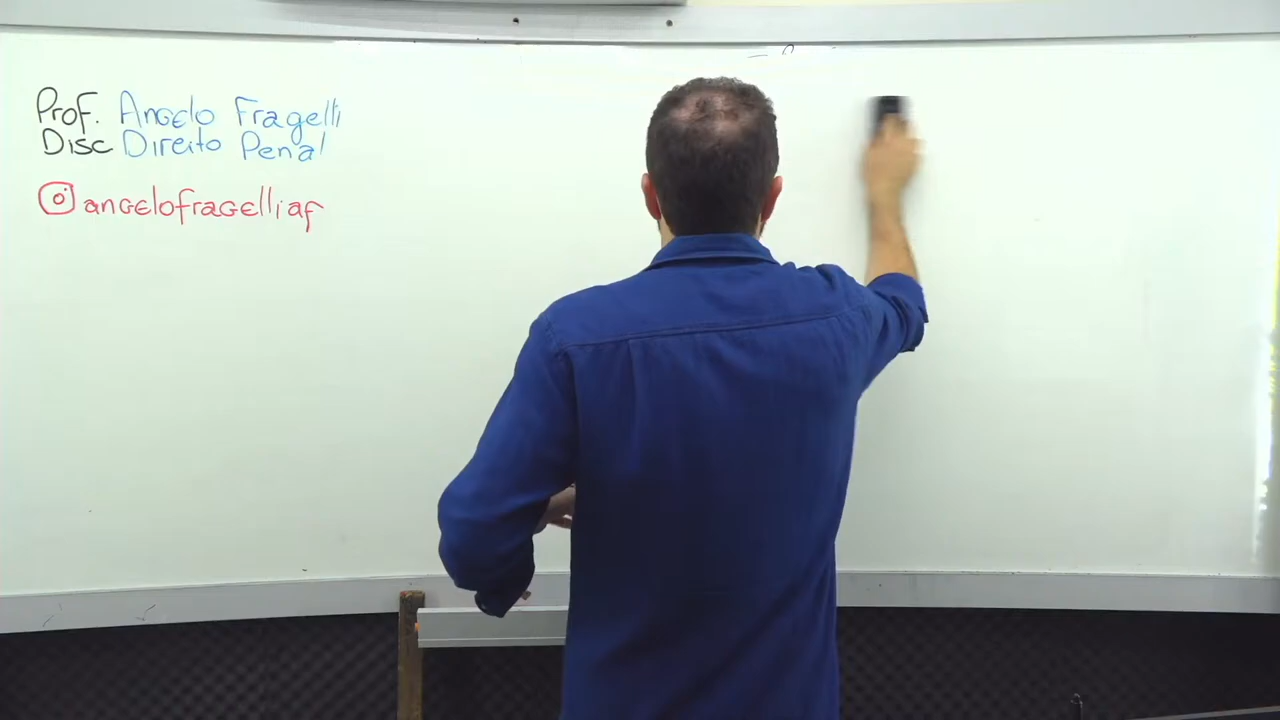 Prof. Angelo Fragelli
Disc Direito Penal
angelofragelliaf